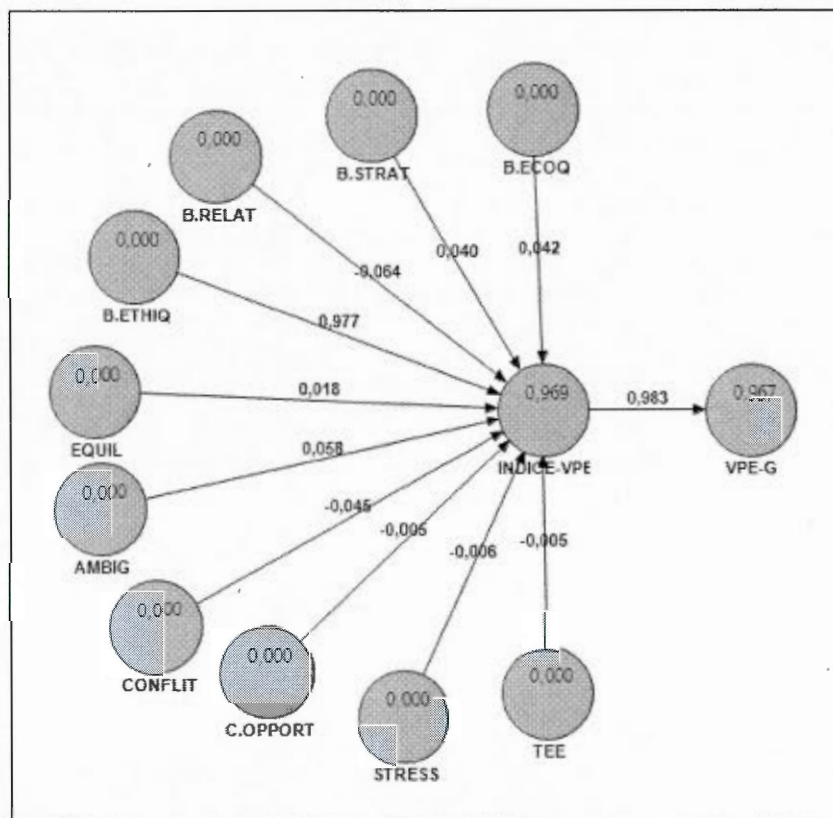 0,000
B.STRAT
0,000
B.ECOQ
0,000
B.RELAT
0,000
B.ETHIQ
0,040
0,042
-0,064
0,977
0,000
EQUIL
0,018
0,969
INDICE-VPE
0,983
0,967
VPE-G
0,058
0,000
AMBIG
-0,045
-0,005
-0,006
-0,005
0,000
CONFLIT
0,000
C.OPPORT
0,000
STRESS
0,000
TEE